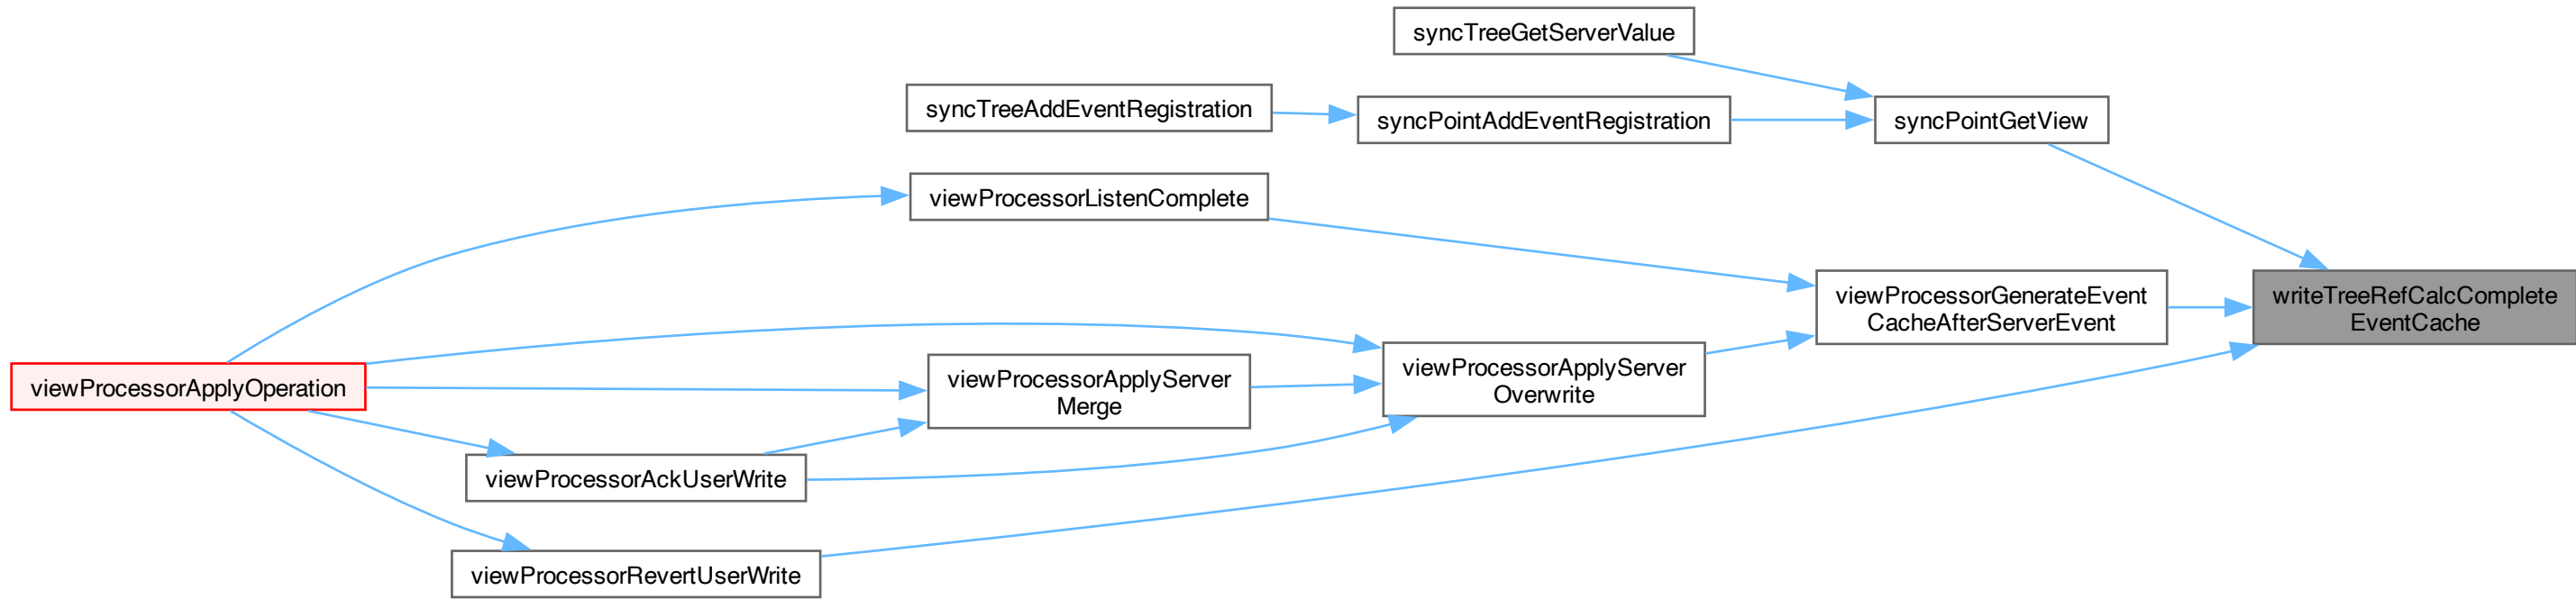 syncTreeGetServerValue
syncTreeAddEventRegistration
syncPointAddEventRegistration
syncPointGetView
viewProcessorListenComplete
viewProcessorGenerateEvent
CacheAfterServerEvent
writeTreeRefCalcComplete
EventCache
viewProcessorApplyOperation
viewProcessorApplyServer
Merge
viewProcessorApplyServer
Overwrite
viewProcessorAckUserWrite
viewProcessorRevertUserWrite